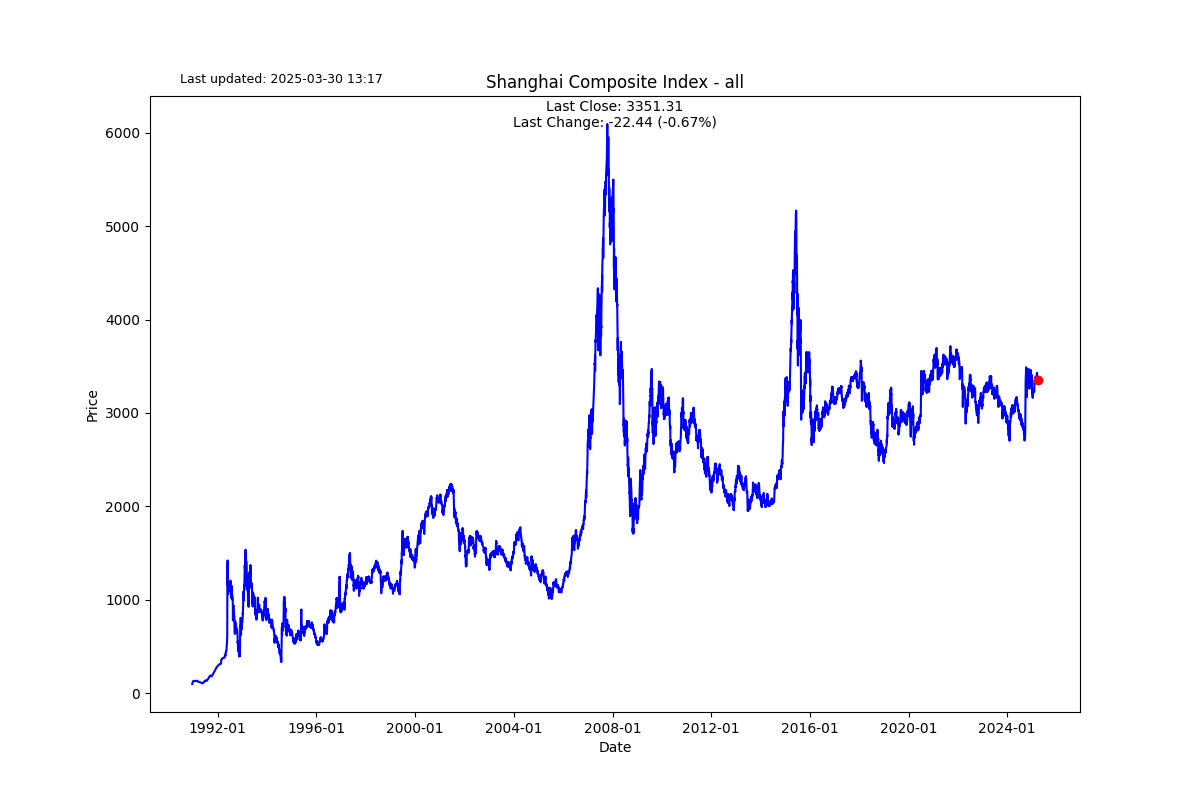 Last updated: 2025-03-30 13:17
Shanghai Composite Index - all
Last Close: 3351.31
Last Change: -22.44 (-0.67%)
6000
5000
4000
3000
2000
1000
0
Price
1992-01
1996-01
2000-01
2004-01
2008-01
2012-01
2016-01
2020-01
2024-01
Date